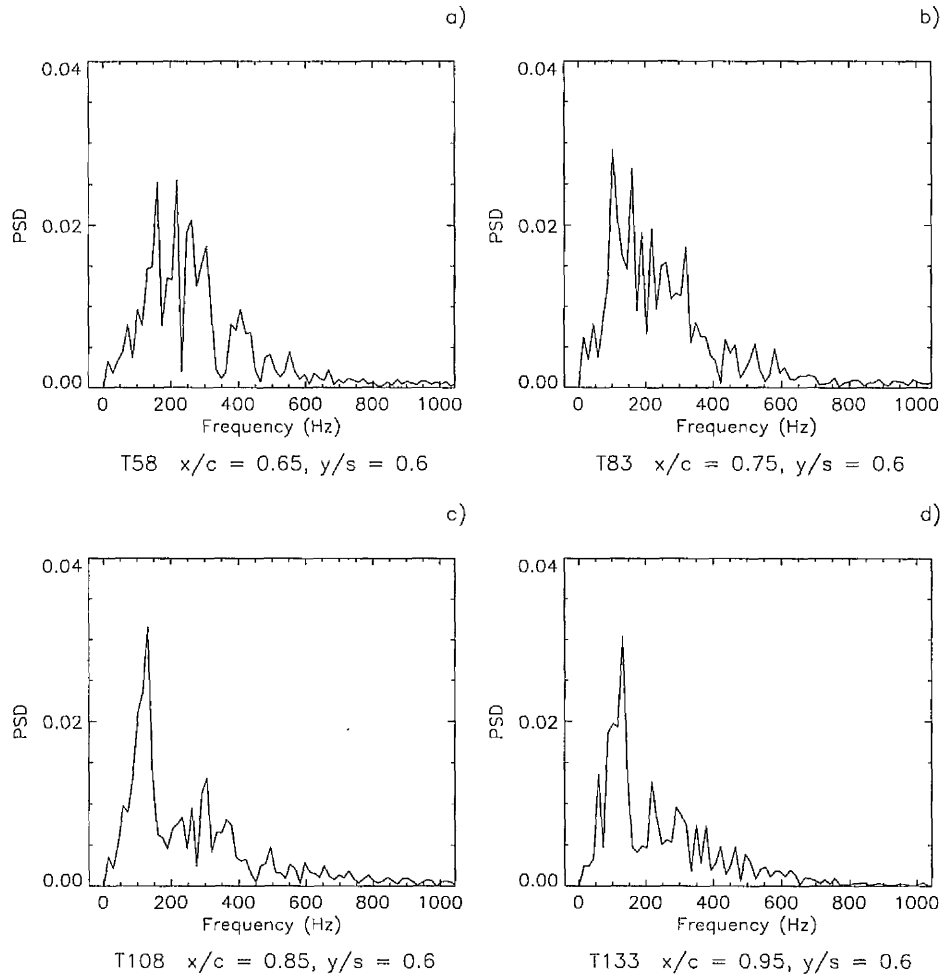 a)
0.04
0.02
0.00
PSD
0 200 400 600 800 1000
Frequency (Hz)
T58 x/c = 0.65, y/s = 0.6
b)
0.04
0.02
0.00
PSD
0 200 400 600 800 1000
Frequency (Hz)
T83 x/c = 0.75, y/s = 0.6
c)
0.04
0.02
0.00
PSD
0 200 400 600 800 1000
Frequency (Hz)
T108 x/c = 0.85, y/s = 0.6
d)
0.04
0.02
0.00
PSD
0 200 400 600 800 1000
Frequency (Hz)
T133 x/c = 0.95, y/s = 0.6